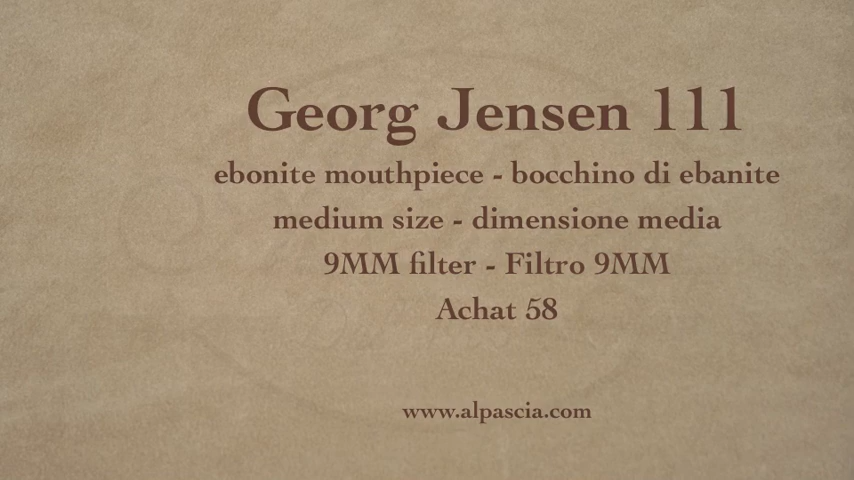 Georg Jensen 111
ebonite mouthpiece - bocchino di ebanite
medium size - dimensione media
9MM filter - Filtro 9MM
Achat 58
www.alpascia.com